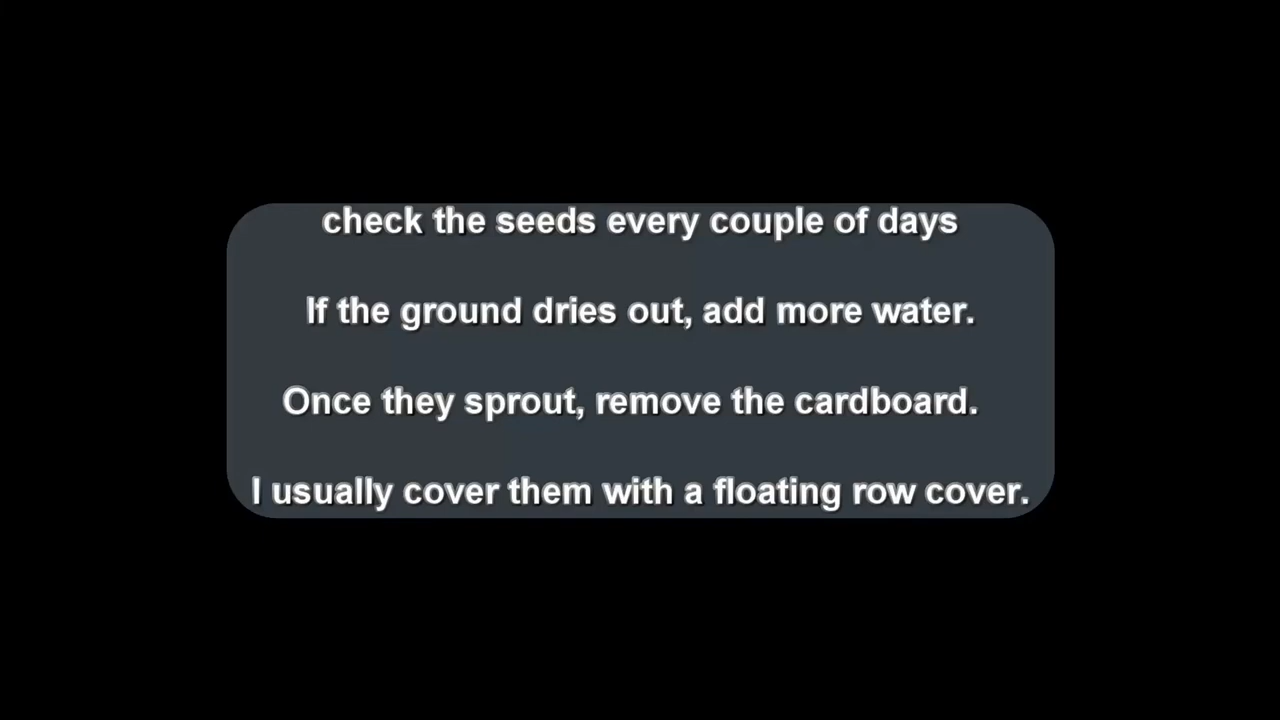 check the seeds every couple of days
If the ground dries out, add more water.
Once they sprout, remove the cardboard.
I usually cover them with a floating row cover.